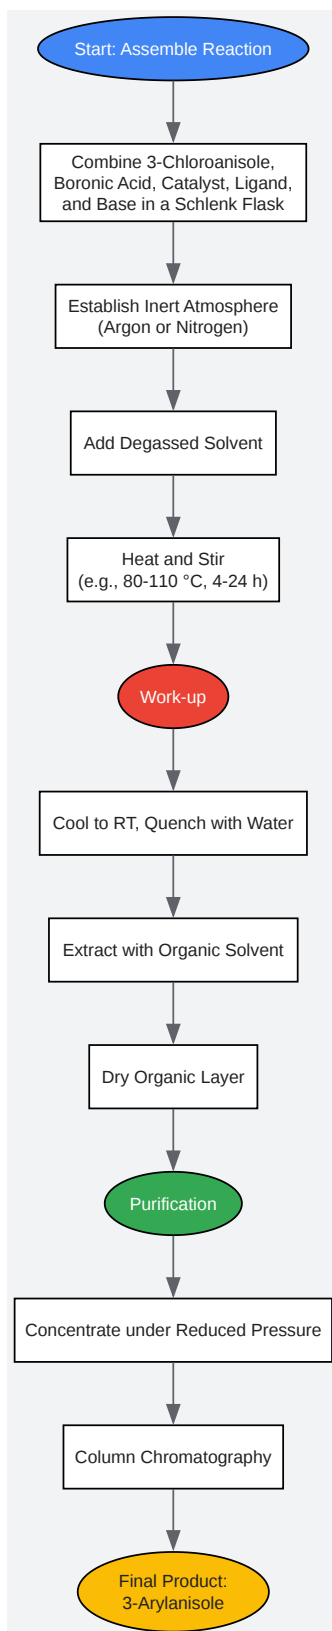 Start: Assemble Reaction
Combine 3-Chloroanisole,
Boronic Acid, Catalyst, Ligand,
and Base in a Schlenk Flask
Establish Inert Atmosphere
(Argon or Nitrogen)
Add Degassed Solvent
Heat and Stir
(e.g., 80-110 °C, 4-24 h)
Work-up
Cool to RT, Quench with Water
Extract with Organic Solvent
Dry Organic Layer
Purification
Concentrate under Reduced Pressure
Column Chromatography
Final Product:
3-Arylanisole